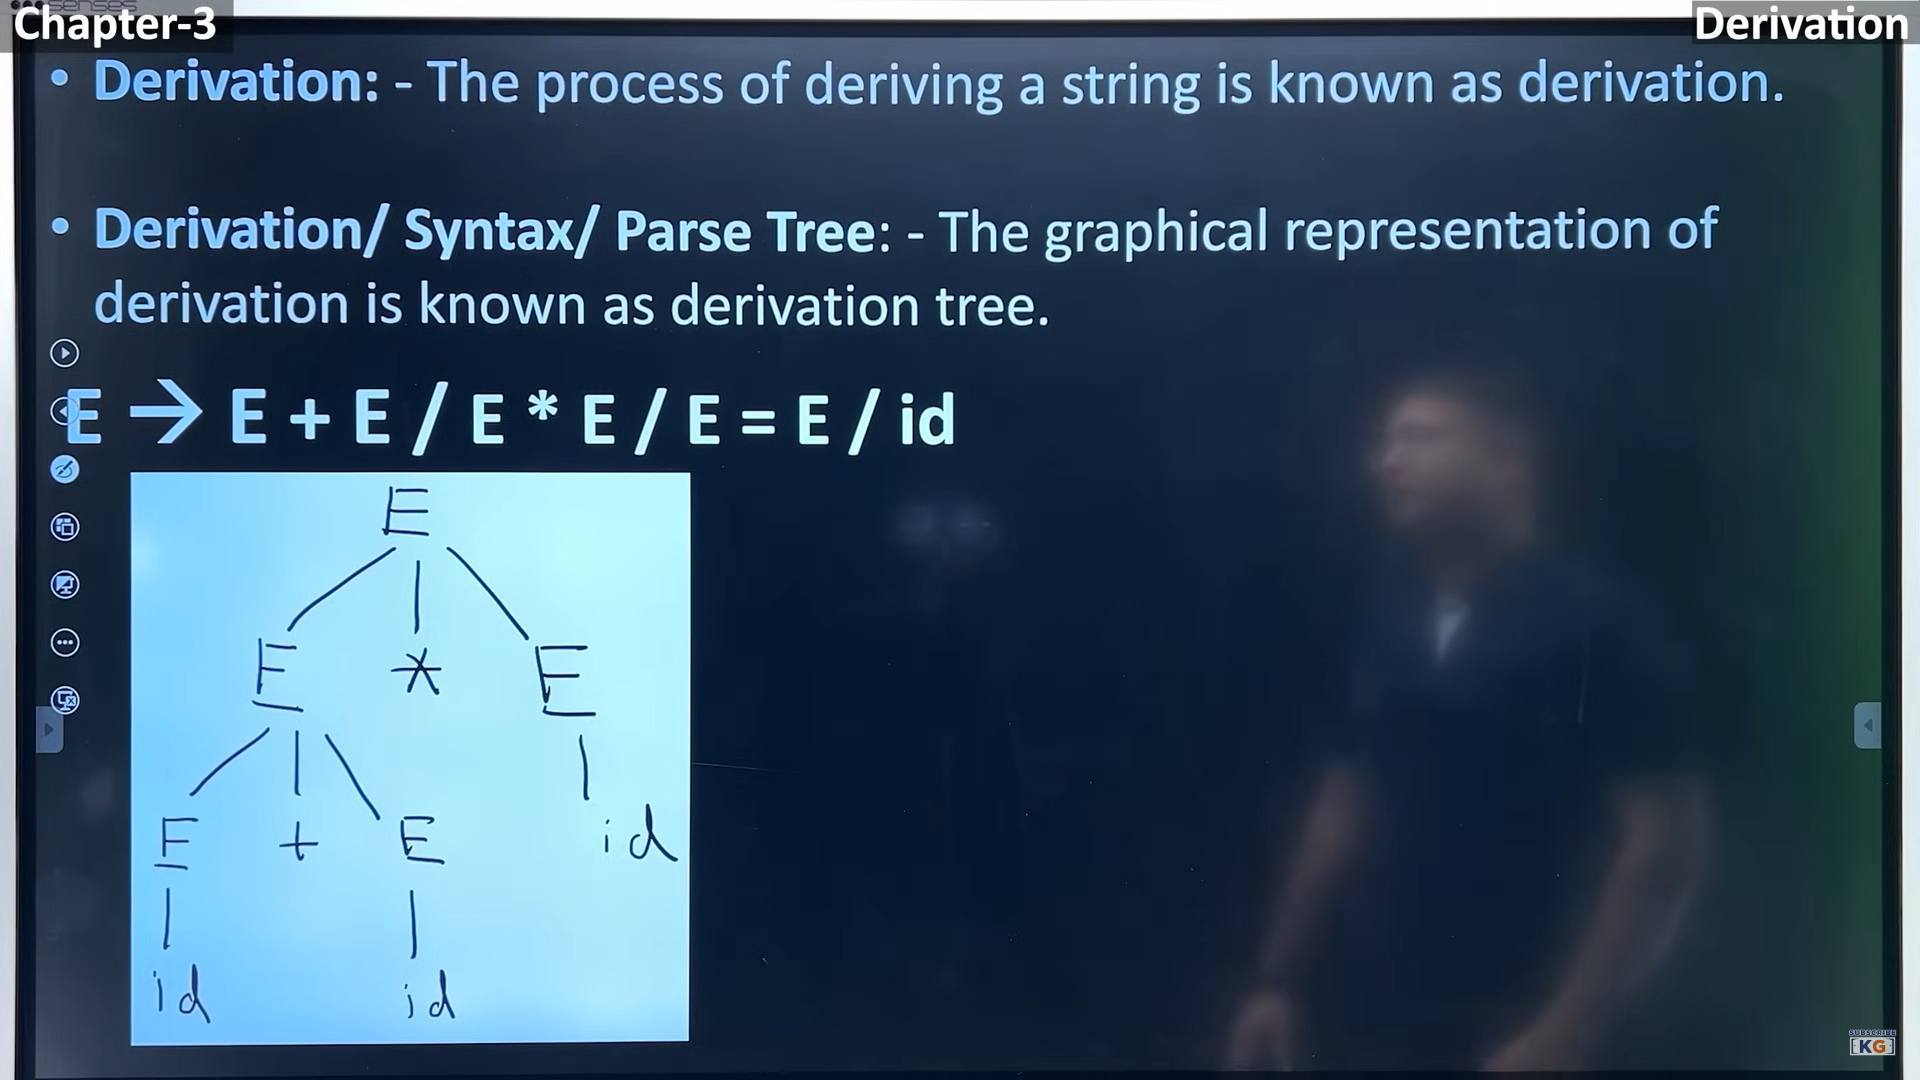 Chapter-3
Derivation
• Derivation: - The process of deriving a string is known as derivation.
• Derivation/ Syntax/ Parse Tree: - The graphical representation of
derivation is known as derivation tree.
E → E + E / E * E / E = E / id
E
E * E
E + E id
id id
SUBSCRIBE
KG